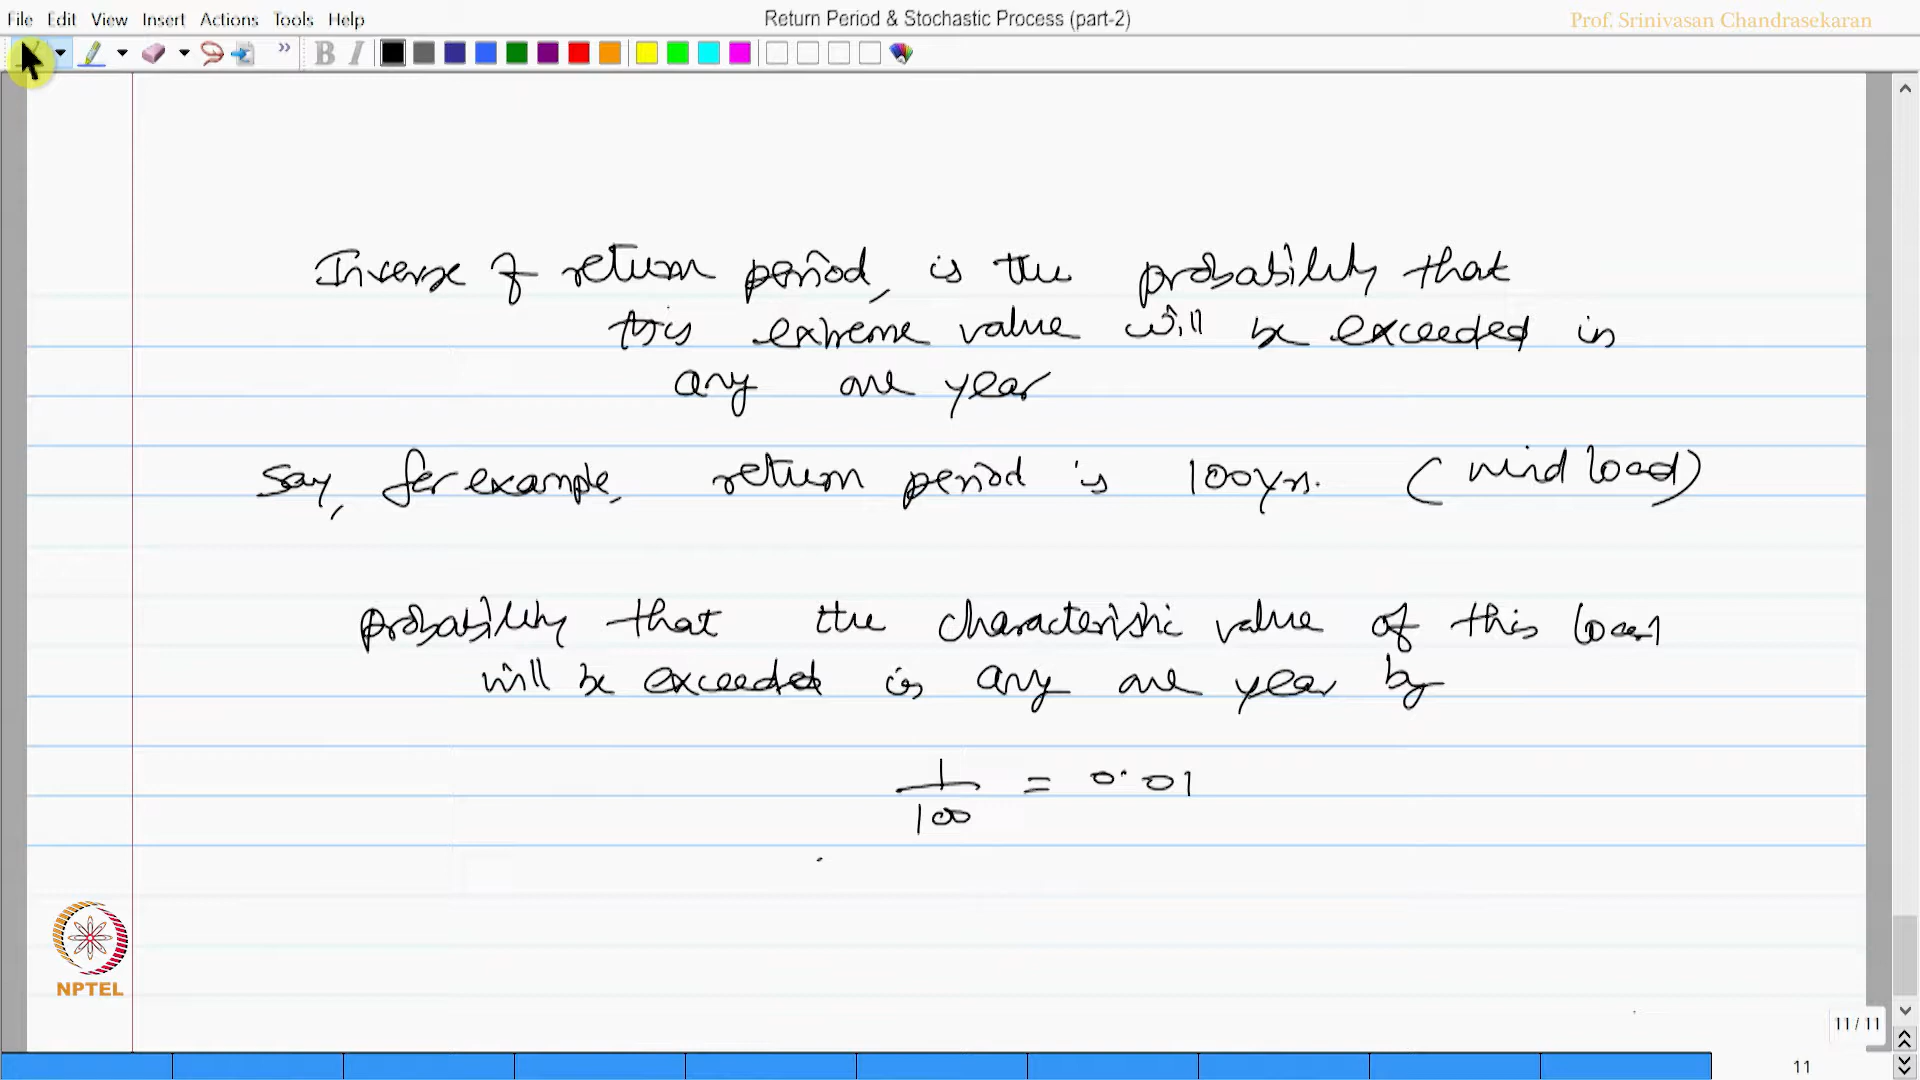 File Edit View Insert Actions Tools Help
Return Period & Stochastic Process (part-2)
Prof. Srinivasan Chandrasekaran
B I
Inverse of return period, is the probability that
this extreme value will be exceeded in
any one year
Say, for example, return period is 100yrs. (wind load)
probability that the characteristic value of this load
will be exceeded in any one year by
1/100 = 0.01
NPTEL
11 / 11
11